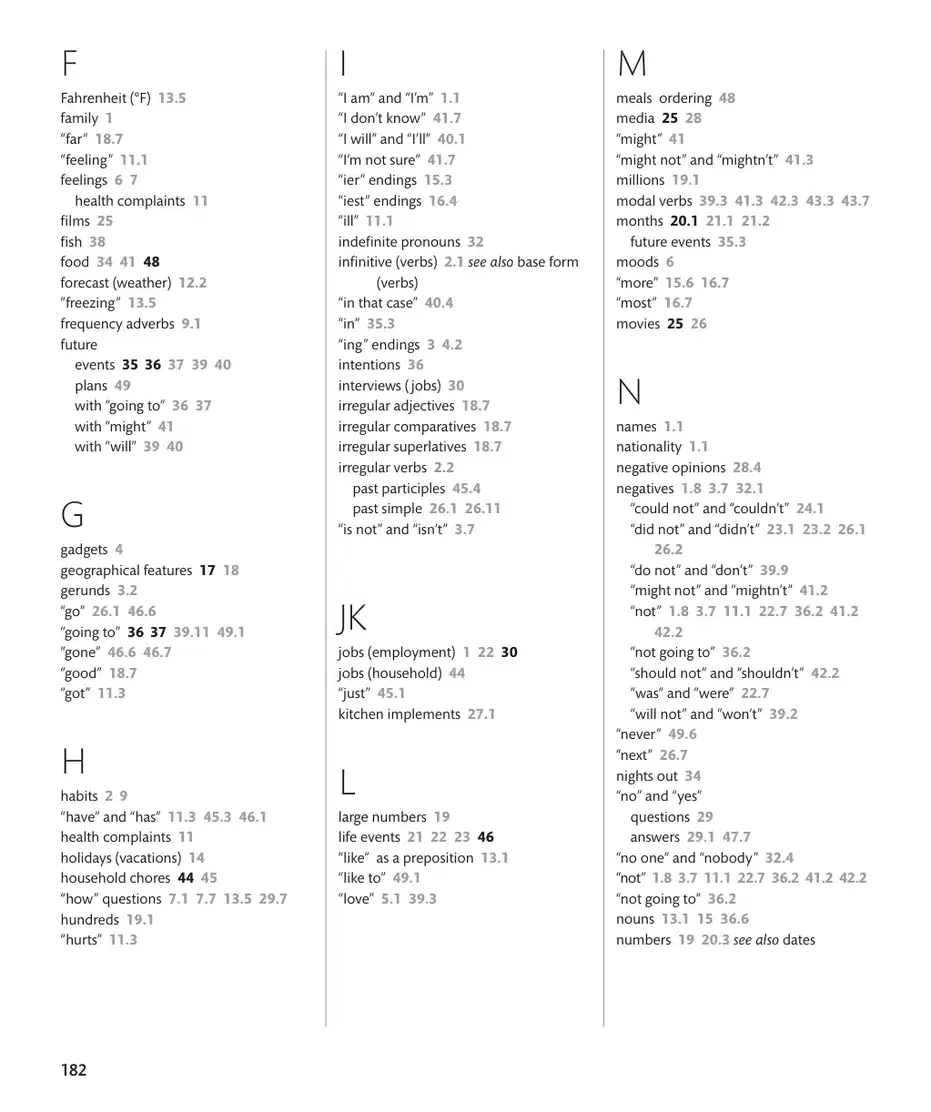 F
Fahrenheit (°F) 13.5
family 1
“far” 18.7
“feeling” 11.1
feelings 6 7
health complaints 11
films 25
fish 38
food 34 41 48
forecast (weather) 12.2
“freezing” 13.5
frequency adverbs 9.1
future
events 35 36 37 39 40
plans 49
with “going to” 36 37
with “might” 41
with “will” 39 40
G
gadgets 4
geographical features 17 18
gerunds 3.2
“go” 26.1 46.6
“going to” 36 37 39.11 49.1
“gone” 46.6 46.7
“good” 18.7
“got” 11.3
H
habits 2 9
“have” and “has” 11.3 45.3 46.1
health complaints 11
holidays (vacations) 14
household chores 44 45
“how” questions 7.1 7.7 13.5 29.7
hundreds 19.1
“hurts” 11.3
I
“I am” and “I’m” 1.1
“I don’t know” 41.7
“I will” and “I’ll” 40.1
“I’m not sure” 41.7
“ier” endings 15.3
“iest” endings 16.4
“ill” 11.1
indefinite pronouns 32
infinitive (verbs) 2.1 see also base form
(verbs)
“in that case” 40.4
“in” 35.3
“ing” endings 3 4.2
intentions 36
interviews (jobs) 30
irregular adjectives 18.7
irregular comparatives 18.7
irregular superlatives 18.7
irregular verbs 2.2
past participles 45.4
past simple 26.1 26.11
“is not” and “isn’t” 3.7
JK
jobs (employment) 1 22 30
jobs (household) 44
“just” 45.1
kitchen implements 27.1
L
large numbers 19
life events 21 22 23 46
“like” as a preposition 13.1
“like to” 49.1
“love” 5.1 39.3
M
meals ordering 48
media 25 28
“might” 41
“might not” and “mightn’t” 41.3
millions 19.1
modal verbs 39.3 41.3 42.3 43.3 43.7
months 20.1 21.1 21.2
future events 35.3
moods 6
“more” 15.6 16.7
“most” 16.7
movies 25 26
N
names 1.1
nationality 1.1
negative opinions 28.4
negatives 1.8 3.7 32.1
“could not” and “couldn’t” 24.1
“did not” and “didn’t” 23.1 23.2 26.1
26.2
“do not” and “don’t” 39.9
“might not” and “mightn’t” 41.2
“not” 1.8 3.7 11.1 22.7 36.2 41.2
42.2
“not going to” 36.2
“should not” and “shouldn’t” 42.2
“was” and “were” 22.7
“will not” and “won’t” 39.2
“never” 49.6
“next” 26.7
nights out 34
“no” and “yes”
questions 29
answers 29.1 47.7
“no one” and “nobody” 32.4
“not” 1.8 3.7 11.1 22.7 36.2 41.2 42.2
“not going to” 36.2
nouns 13.1 15 36.6
numbers 19 20.3 see also dates
182